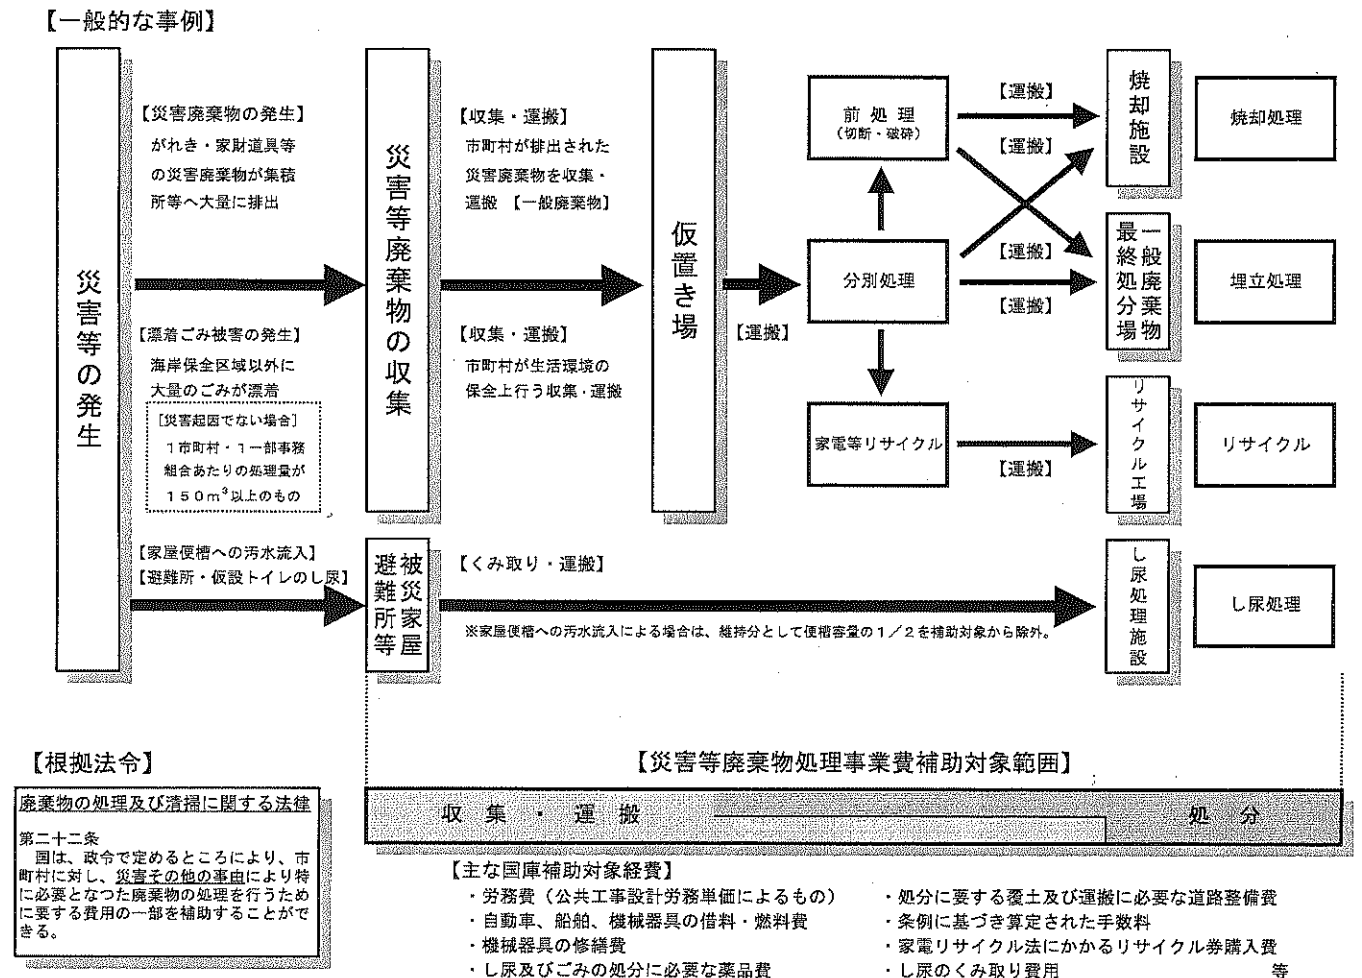 【一般的な事例】
災害等の発生
【災害廃棄物の発生】
がれき・家財道具等
の災害廃棄物が集積
所等へ大量に排出
【漂着ごみ被害の発生】
海岸保全区域以外に
大量のごみが漂着
［災害起因でない場合］
１市町村・１一部事務
組合あたりの処理量が
１５０ｍ³以上のもの
【家屋便槽への汚水流入】
【避難所・仮設トイレのし尿】
災害等廃棄物の収集
【収集・運搬】
市町村が排出された
災害廃棄物を収集・
運搬 【一般廃棄物】
【収集・運搬】
市町村が生活環境の
保全上行う収集・運搬
仮置き場
【運搬】
前処理
（切断・破砕）
分別処理
家電等リサイクル
【運搬】
【運搬】
【運搬】
【運搬】
【運搬】
焼却施設
焼却処理
一般廃棄物
最終処分場
埋立処理
リサイクル工場
リサイクル
被災家屋
避難所等
【くみ取り・運搬】
※家屋便槽への汚水流入による場合は、維持分として便槽容量の１／２を補助対象から除外。
し尿処理施設
し尿処理
【根拠法令】
廃棄物の処理及び清掃に関する法律
第二十二条
国は、政令で定めるところにより、市
町村に対し、災害その他の事由により特
に必要となつた廃棄物の処理を行うため
に要する費用の一部を補助することがで
きる。
【災害等廃棄物処理事業費補助対象範囲】
収集・運搬
処分
【主な国庫補助対象経費】
・労務費（公共工事設計労務単価によるもの）
・自動車、船舶、機械器具の借料・燃料費
・機械器具の修繕費
・し尿及びごみの処分に必要な薬品費
・処分に要する覆土及び運搬に必要な道路整備費
・条例に基づき算定された手数料
・家電リサイクル法にかかるリサイクル券購入費
・し尿のくみ取り費用 等